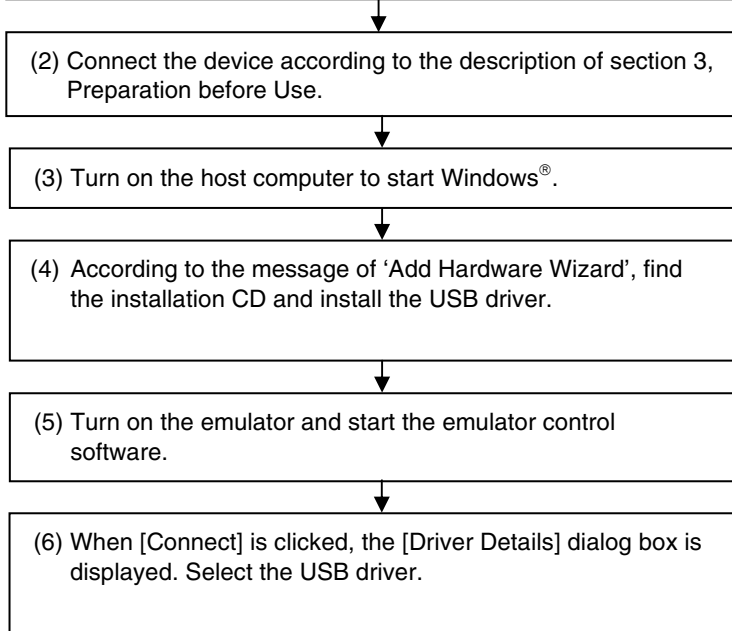 (2) Connect the device according to the description of section 3,
Preparation before Use.
(3) Turn on the host computer to start Windows®.
(4) According to the message of ‘Add Hardware Wizard’, find
the installation CD and install the USB driver.
(5) Turn on the emulator and start the emulator control
software.
(6) When [Connect] is clicked, the [Driver Details] dialog box is
displayed. Select the USB driver.